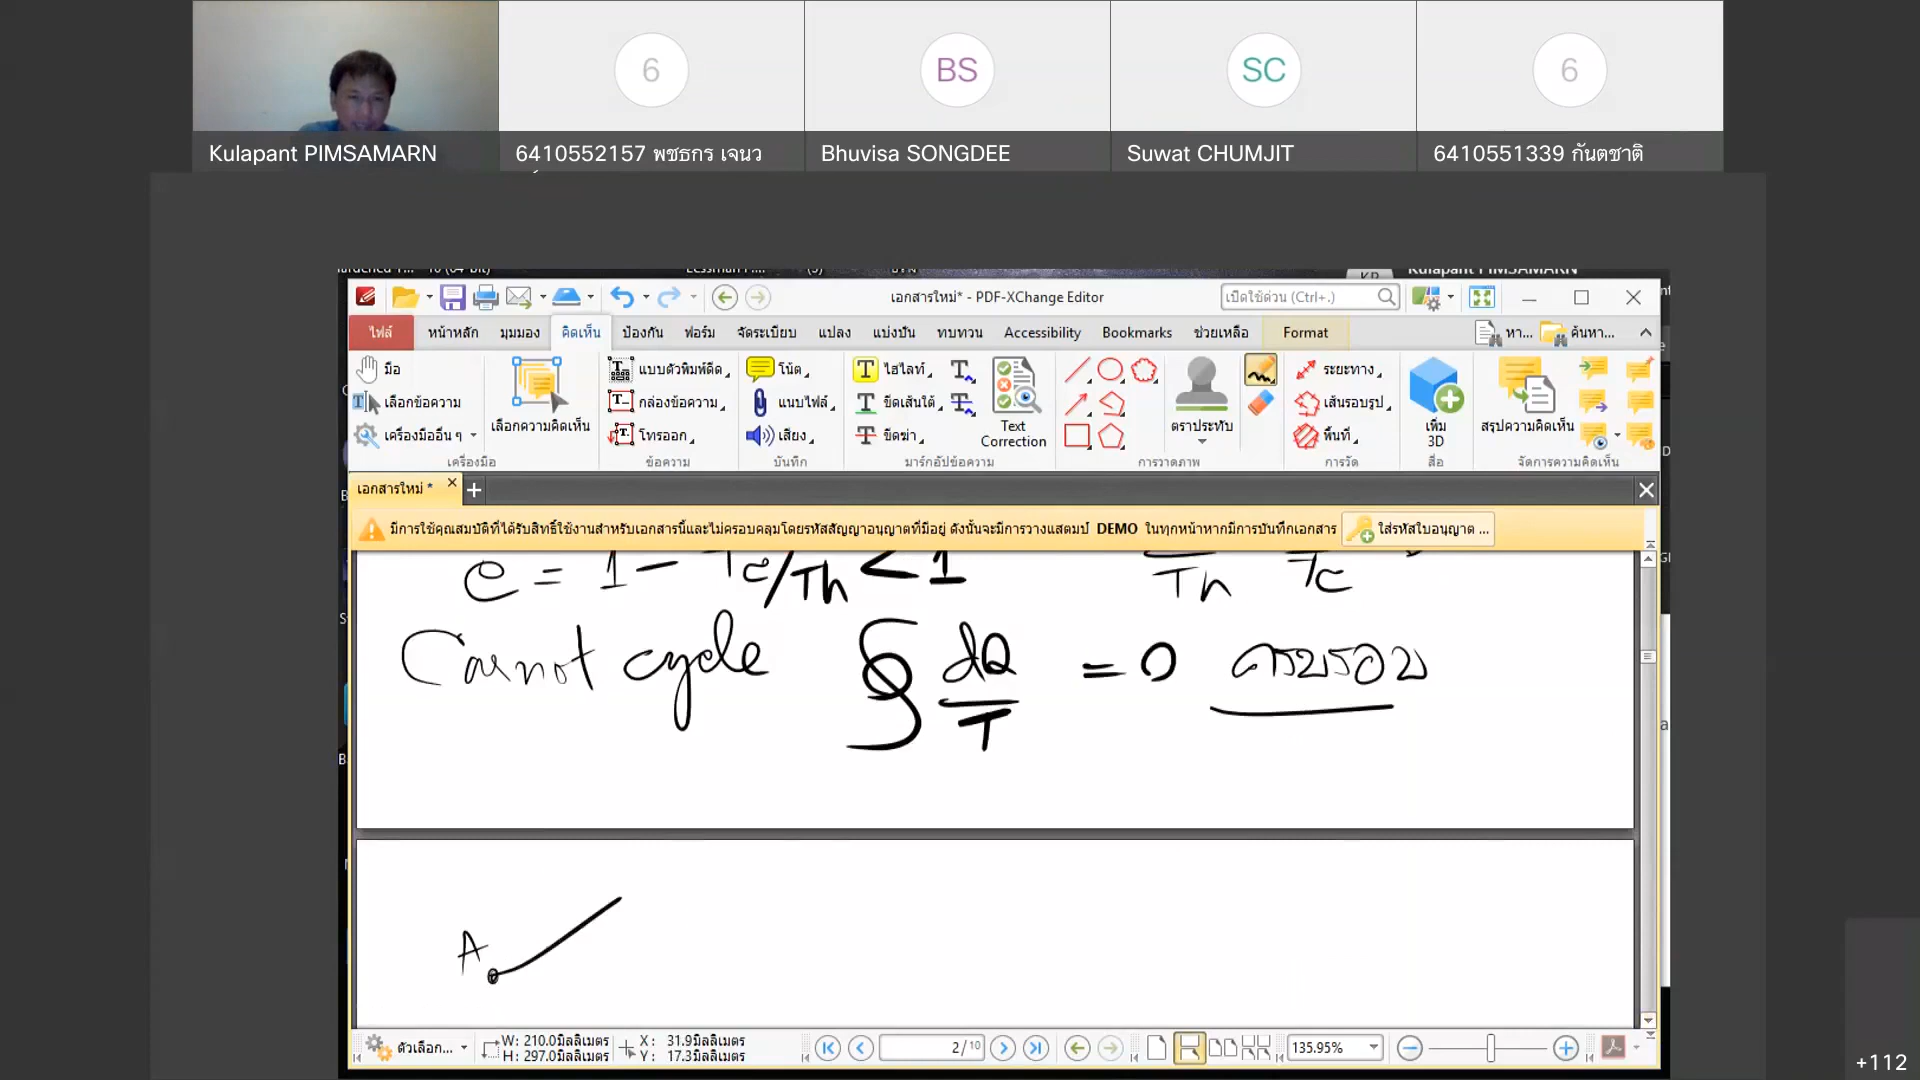 6
BS
SC
6
Kulapant PIMSAMARN
6410552157 พชธกร เจนว
Bhuvisa SONGDEE
Suwat CHUMJIT
6410551339 กันตชาติ
Kulapant PIMSAMARN
เอกสารใหม่* - PDF-XChange Editor
เปิดใช้ด่วน (Ctrl+.)
ไฟล์ หน้าหลัก มุมมอง คิดเห็น ป้องกัน ฟอร์ม จัดระเบียบ แปลง แบ่งปัน ทบทวน Accessibility Bookmarks ช่วยเหลือ Format หา... ค้นหา...
มือ
เลือกข้อความ
เครื่องมืออื่น ๆ
เครื่องมือ
เลือกความคิดเห็น
แบบตัวพิมพ์ดีด
กล่องข้อความ
โทรออก
ข้อความ
โน้ต
แนบไฟล์
เสียง
บันทึก
ไฮไลท์
ขีดเส้นใต้
ขีดฆ่า
Text Correction
มาร์กอัปข้อความ
ตราประทับ
การวาดภาพ
ระยะทาง
เส้นรอบรูป
พื้นที่
การวัด
เพิ่ม 3D
สื่อ
สรุปความคิดเห็น
จัดการความคิดเห็น
เอกสารใหม่ *
มีการใช้คุณสมบัติที่ได้รับสิทธิ์ใช้งานสำหรับเอกสารนี้และไม่ครอบคลุมโดยรหัสสัญญาอนุญาตที่มีอยู่ ดังนั้นจะมีการวางแสตมป์ DEMO ในทุกหน้าหากมีการบันทึกเอกสาร
ใส่รหัสใบอนุญาต ...
e = 1 - Tc/Th < 1
Th Tc
Carnot cycle ∮ dQ/T = 0 ครบรอบ
A
ตัวเลือก...
W: 210.0มิลลิเมตร
H: 297.0มิลลิเมตร
X: 31.9มิลลิเมตร
Y: 17.3มิลลิเมตร
2/10
135.95%
+112